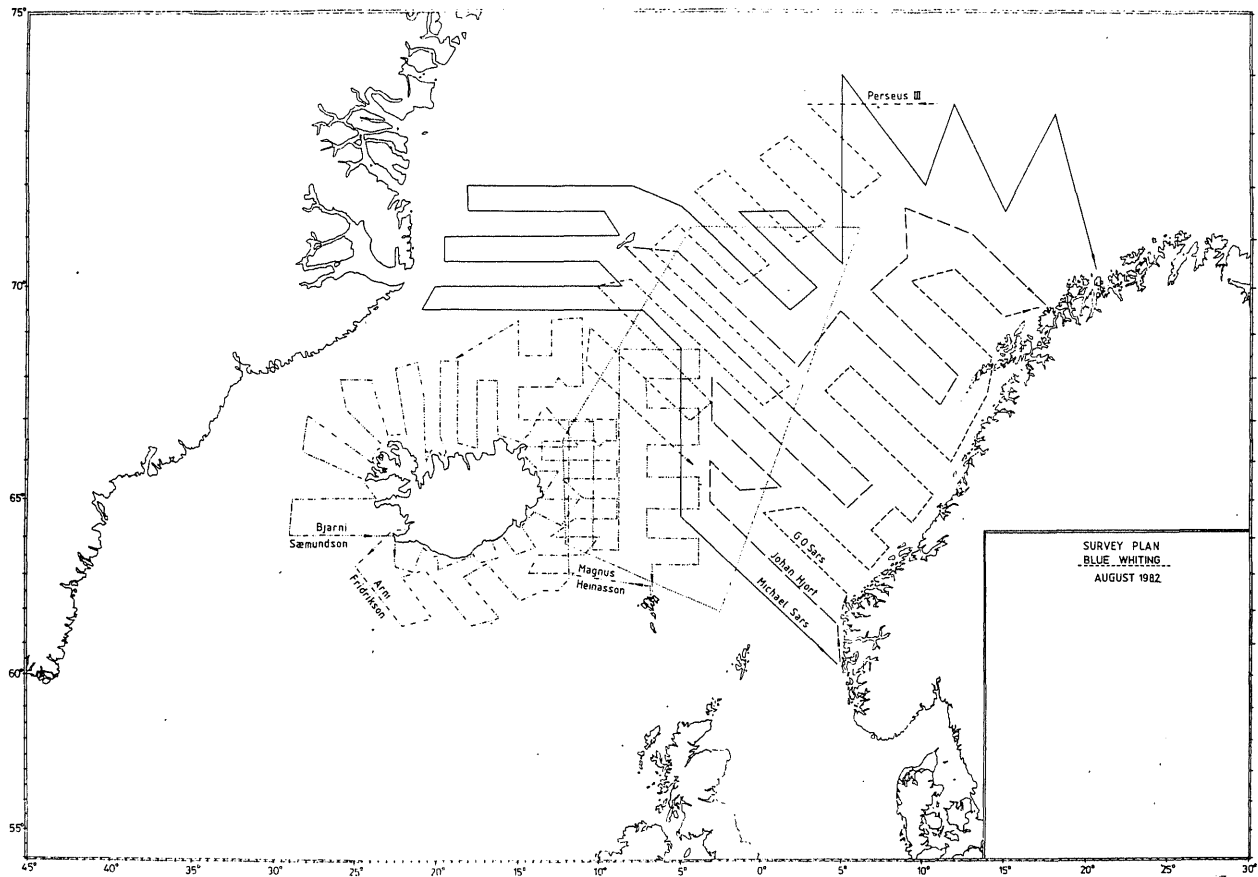 75°
70°
65°
60°
55°
45°
40°
35°
30°
25°
20°
15°
10°
5°
0°
5°
10°
15°
20°
25°
30°
Perseus III
Bjarni
Sæmundson
Arni
Fridrikson
Magnus
Heinasson
G O Sars
Johan Hjort
Michael Sars
SURVEY PLAN
BLUE WHITING
AUGUST 1982